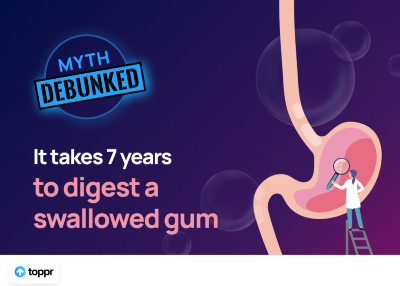 MYTH
DEBUNKED
It takes 7 years
to digest a
swallowed gum
toppr